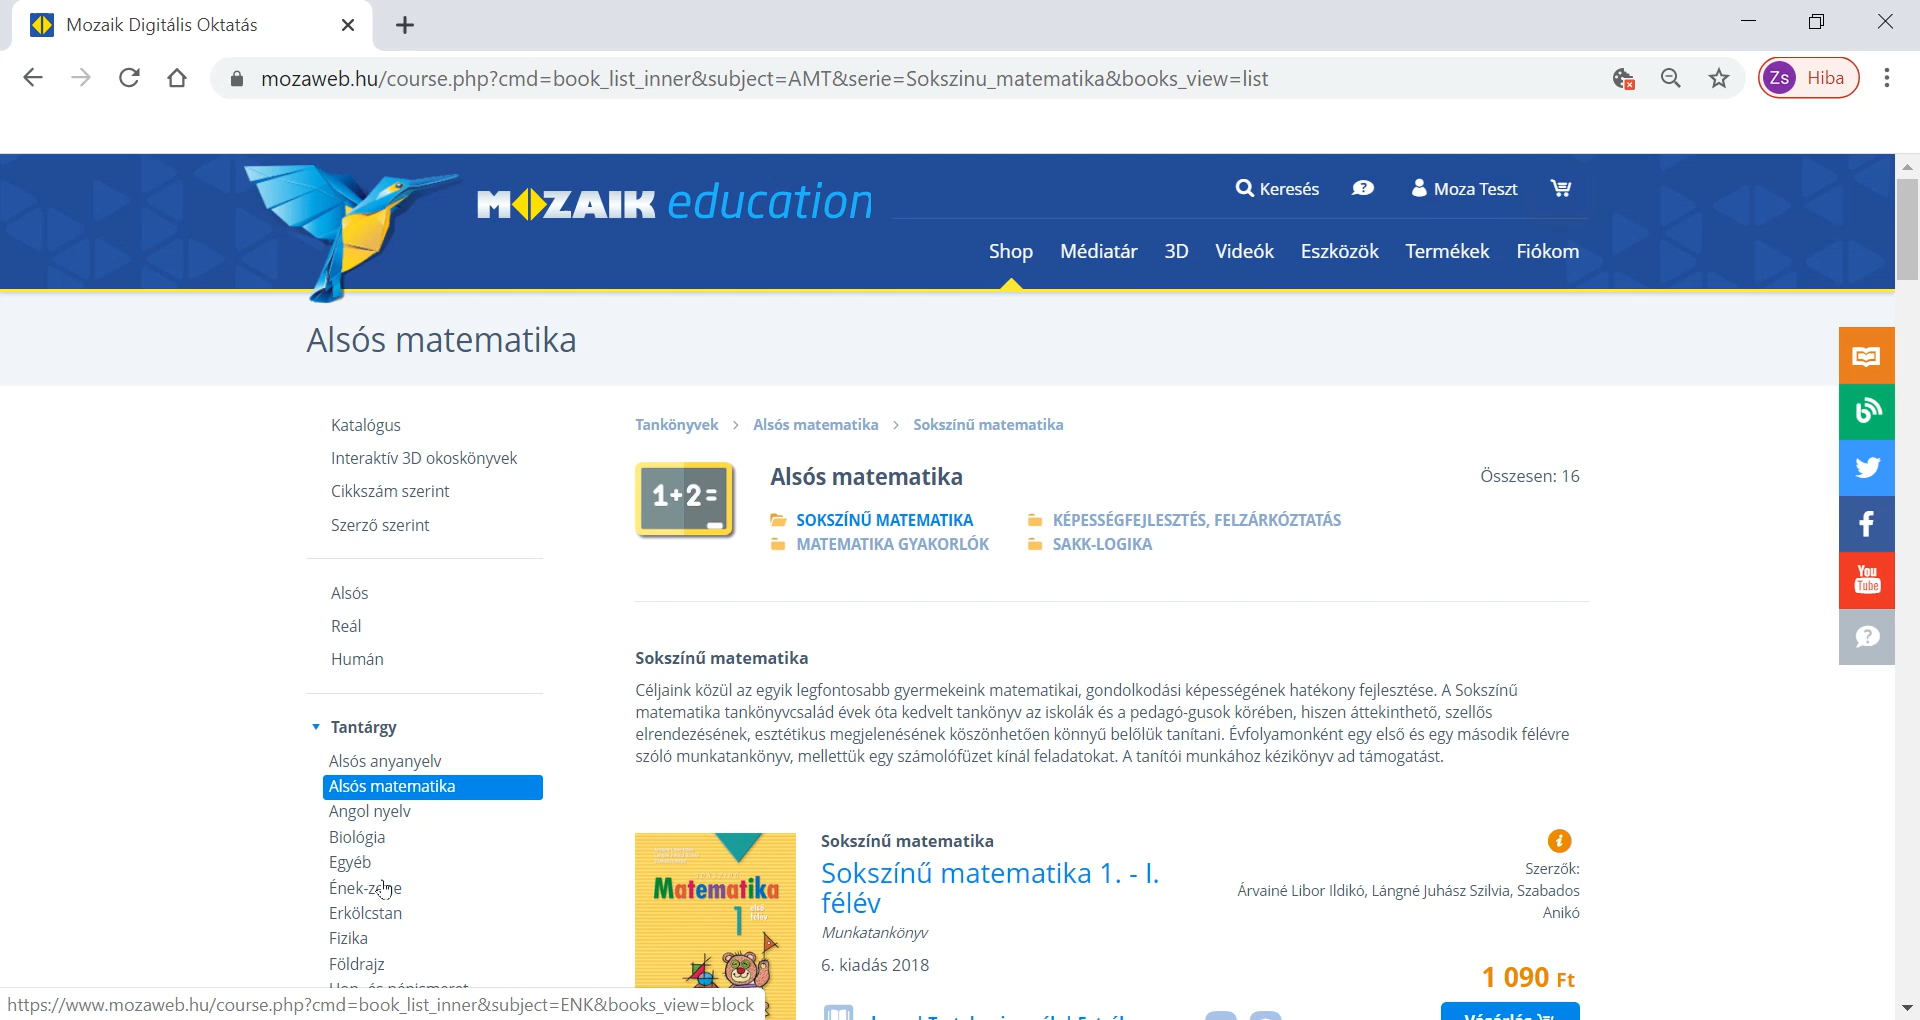 Mozaik Digitális Oktatás
mozaweb.hu/course.php?cmd=book_list_inner&subject=AMT&serie=Sokszinu_matematika&books_view=list
Zs Hiba
MOZAIK education
Keresés
Moza Teszt
Shop Médiatár 3D Videók Eszközök Termékek Fiókom
Alsós matematika
Katalógus
Interaktív 3D okoskönyvek
Cikkszám szerint
Szerző szerint
Alsós
Reál
Humán
Tantárgy
Alsós anyanyelv
Alsós matematika
Angol nyelv
Biológia
Egyéb
Ének-zene
Erkölcstan
Fizika
Földrajz
Tankönyvek > Alsós matematika > Sokszínű matematika
1+2=
Alsós matematika
Összesen: 16
SOKSZÍNŰ MATEMATIKA
KÉPESSÉGFEJLESZTÉS, FELZÁRKÓZTATÁS
MATEMATIKA GYAKORLÓK
SAKK-LOGIKA
Sokszínű matematika
Céljaink közül az egyik legfontosabb gyermekeink matematikai, gondolkodási képességének hatékony fejlesztése. A Sokszínű
matematika tankönyvcsalád évek óta kedvelt tankönyv az iskolák és a pedagó-gusok körében, hiszen áttekinthető, szellős
elrendezésének, esztétikus megjelenésének köszönhetően könnyű belőlük tanítani. Évfolyamonként egy első és egy második félévre
szóló munkatankönyv, mellettük egy számolófüzet kínál feladatokat. A tanítói munkához kézikönyv ad támogatást.
Matematika
1
első
félév
Sokszínű matematika
Sokszínű matematika 1. - I.
félév
Munkatankönyv
6. kiadás 2018
Szerzők:
Árvainé Libor Ildikó, Lángné Juhász Szilvia, Szabados
Anikó
1 090 Ft
You
Tube
https://www.mozaweb.hu/course.php?cmd=book_list_inner&subject=ENK&books_view=block